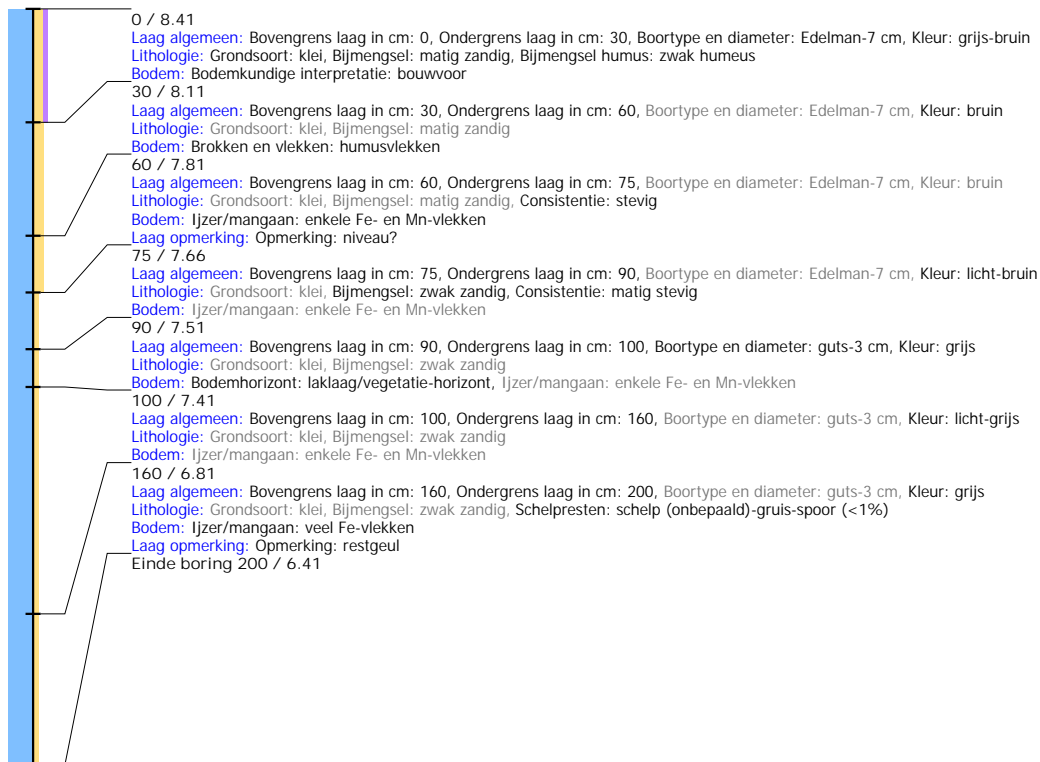 0 / 8.41
Laag algemeen: Bovengrens laag in cm: 0, Ondergrens laag in cm: 30, Boortype en diameter: Edelman-7 cm, Kleur: grijs-bruin
Lithologie: Grondsoort: klei, Bijmengsel: matig zandig, Bijmengsel humus: zwak humeus
Bodem: Bodemkundige interpretatie: bouwvoor
30 / 8.11
Laag algemeen: Bovengrens laag in cm: 30, Ondergrens laag in cm: 60, Boortype en diameter: Edelman-7 cm, Kleur: bruin
Lithologie: Grondsoort: klei, Bijmengsel: matig zandig
Bodem: Brokken en vlekken: humusvlekken
60 / 7.81
Laag algemeen: Bovengrens laag in cm: 60, Ondergrens laag in cm: 75, Boortype en diameter: Edelman-7 cm, Kleur: bruin
Lithologie: Grondsoort: klei, Bijmengsel: matig zandig, Consistentie: stevig
Bodem: Ijzer/mangaan: enkele Fe- en Mn-vlekken
Laag opmerking: Opmerking: niveau?
75 / 7.66
Laag algemeen: Bovengrens laag in cm: 75, Ondergrens laag in cm: 90, Boortype en diameter: Edelman-7 cm, Kleur: licht-bruin
Lithologie: Grondsoort: klei, Bijmengsel: zwak zandig, Consistentie: matig stevig
Bodem: Ijzer/mangaan: enkele Fe- en Mn-vlekken
90 / 7.51
Laag algemeen: Bovengrens laag in cm: 90, Ondergrens laag in cm: 100, Boortype en diameter: guts-3 cm, Kleur: grijs
Lithologie: Grondsoort: klei, Bijmengsel: zwak zandig
Bodem: Bodemhorizont: laklaag/vegetatie-horizont, Ijzer/mangaan: enkele Fe- en Mn-vlekken
100 / 7.41
Laag algemeen: Bovengrens laag in cm: 100, Ondergrens laag in cm: 160, Boortype en diameter: guts-3 cm, Kleur: licht-grijs
Lithologie: Grondsoort: klei, Bijmengsel: zwak zandig
Bodem: Ijzer/mangaan: enkele Fe- en Mn-vlekken
160 / 6.81
Laag algemeen: Bovengrens laag in cm: 160, Ondergrens laag in cm: 200, Boortype en diameter: guts-3 cm, Kleur: grijs
Lithologie: Grondsoort: klei, Bijmengsel: zwak zandig, Schelpresten: schelp (onbepaald)-gruis-spoor (<1%)
Bodem: Ijzer/mangaan: veel Fe-vlekken
Laag opmerking: Opmerking: restgeul
Einde boring 200 / 6.41